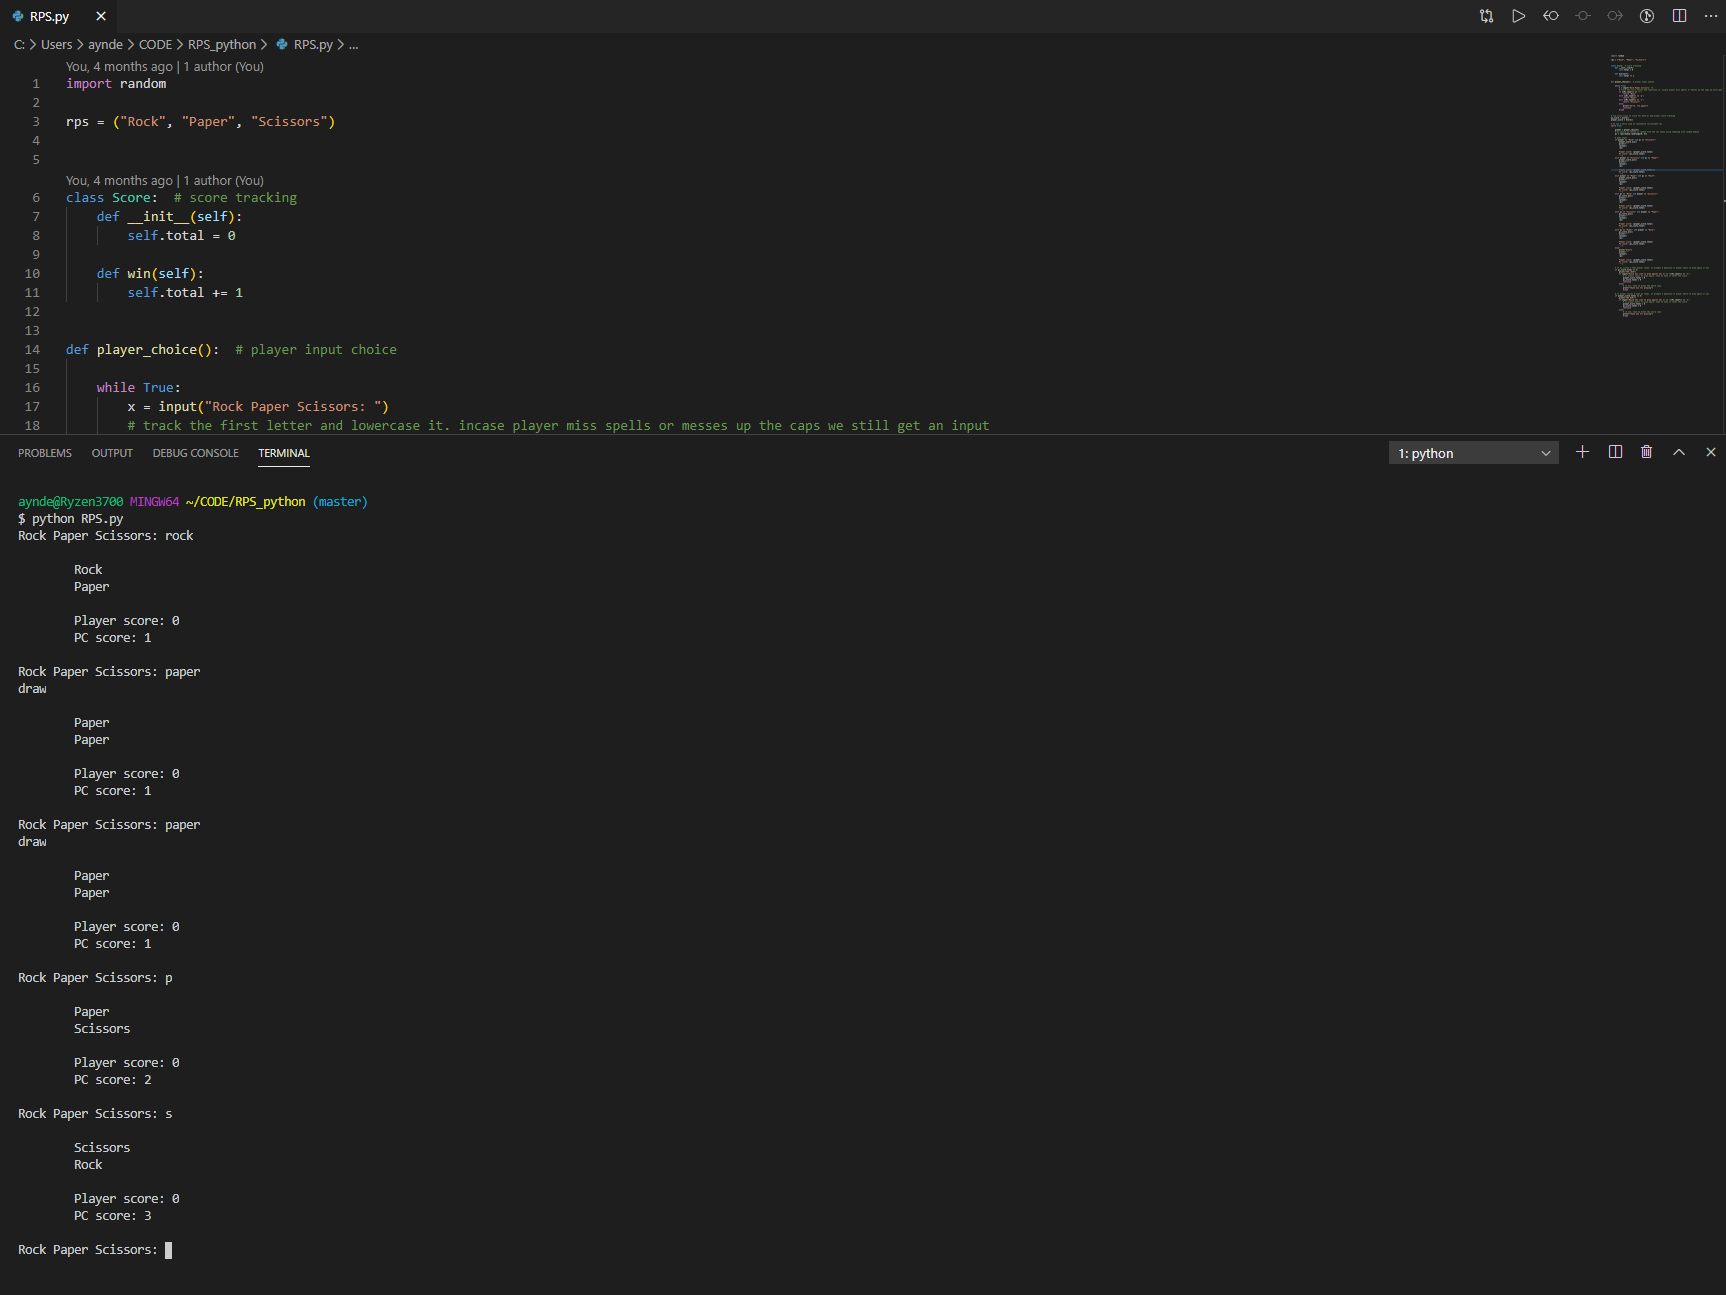 RPS.py
C: > Users > aynde > CODE > RPS_python > RPS.py > ...
You, 4 months ago | 1 author (You)
1 import random
2
3 rps = ("Rock", "Paper", "Scissors")
4
5
You, 4 months ago | 1 author (You)
6 class Score:  # score tracking
7     def __init__(self):
8         self.total = 0
9
10     def win(self):
11         self.total += 1
12
13
14 def player_choice():  # player input choice
15
16     while True:
17         x = input("Rock Paper Scissors: ")
18         # track the first letter and lowercase it. incase player miss spells or messes up the caps we still get an input
PROBLEMS OUTPUT DEBUG CONSOLE TERMINAL 1: python
aynde@Ryzen3700 MINGW64 ~/CODE/RPS_python (master)
$ python RPS.py
Rock Paper Scissors: rock
Rock
Paper
Player score: 0
PC score: 1
Rock Paper Scissors: paper
draw
Paper
Paper
Player score: 0
PC score: 1
Rock Paper Scissors: paper
draw
Paper
Paper
Player score: 0
PC score: 1
Rock Paper Scissors: p
Paper
Scissors
Player score: 0
PC score: 2
Rock Paper Scissors: s
Scissors
Rock
Player score: 0
PC score: 3
Rock Paper Scissors: